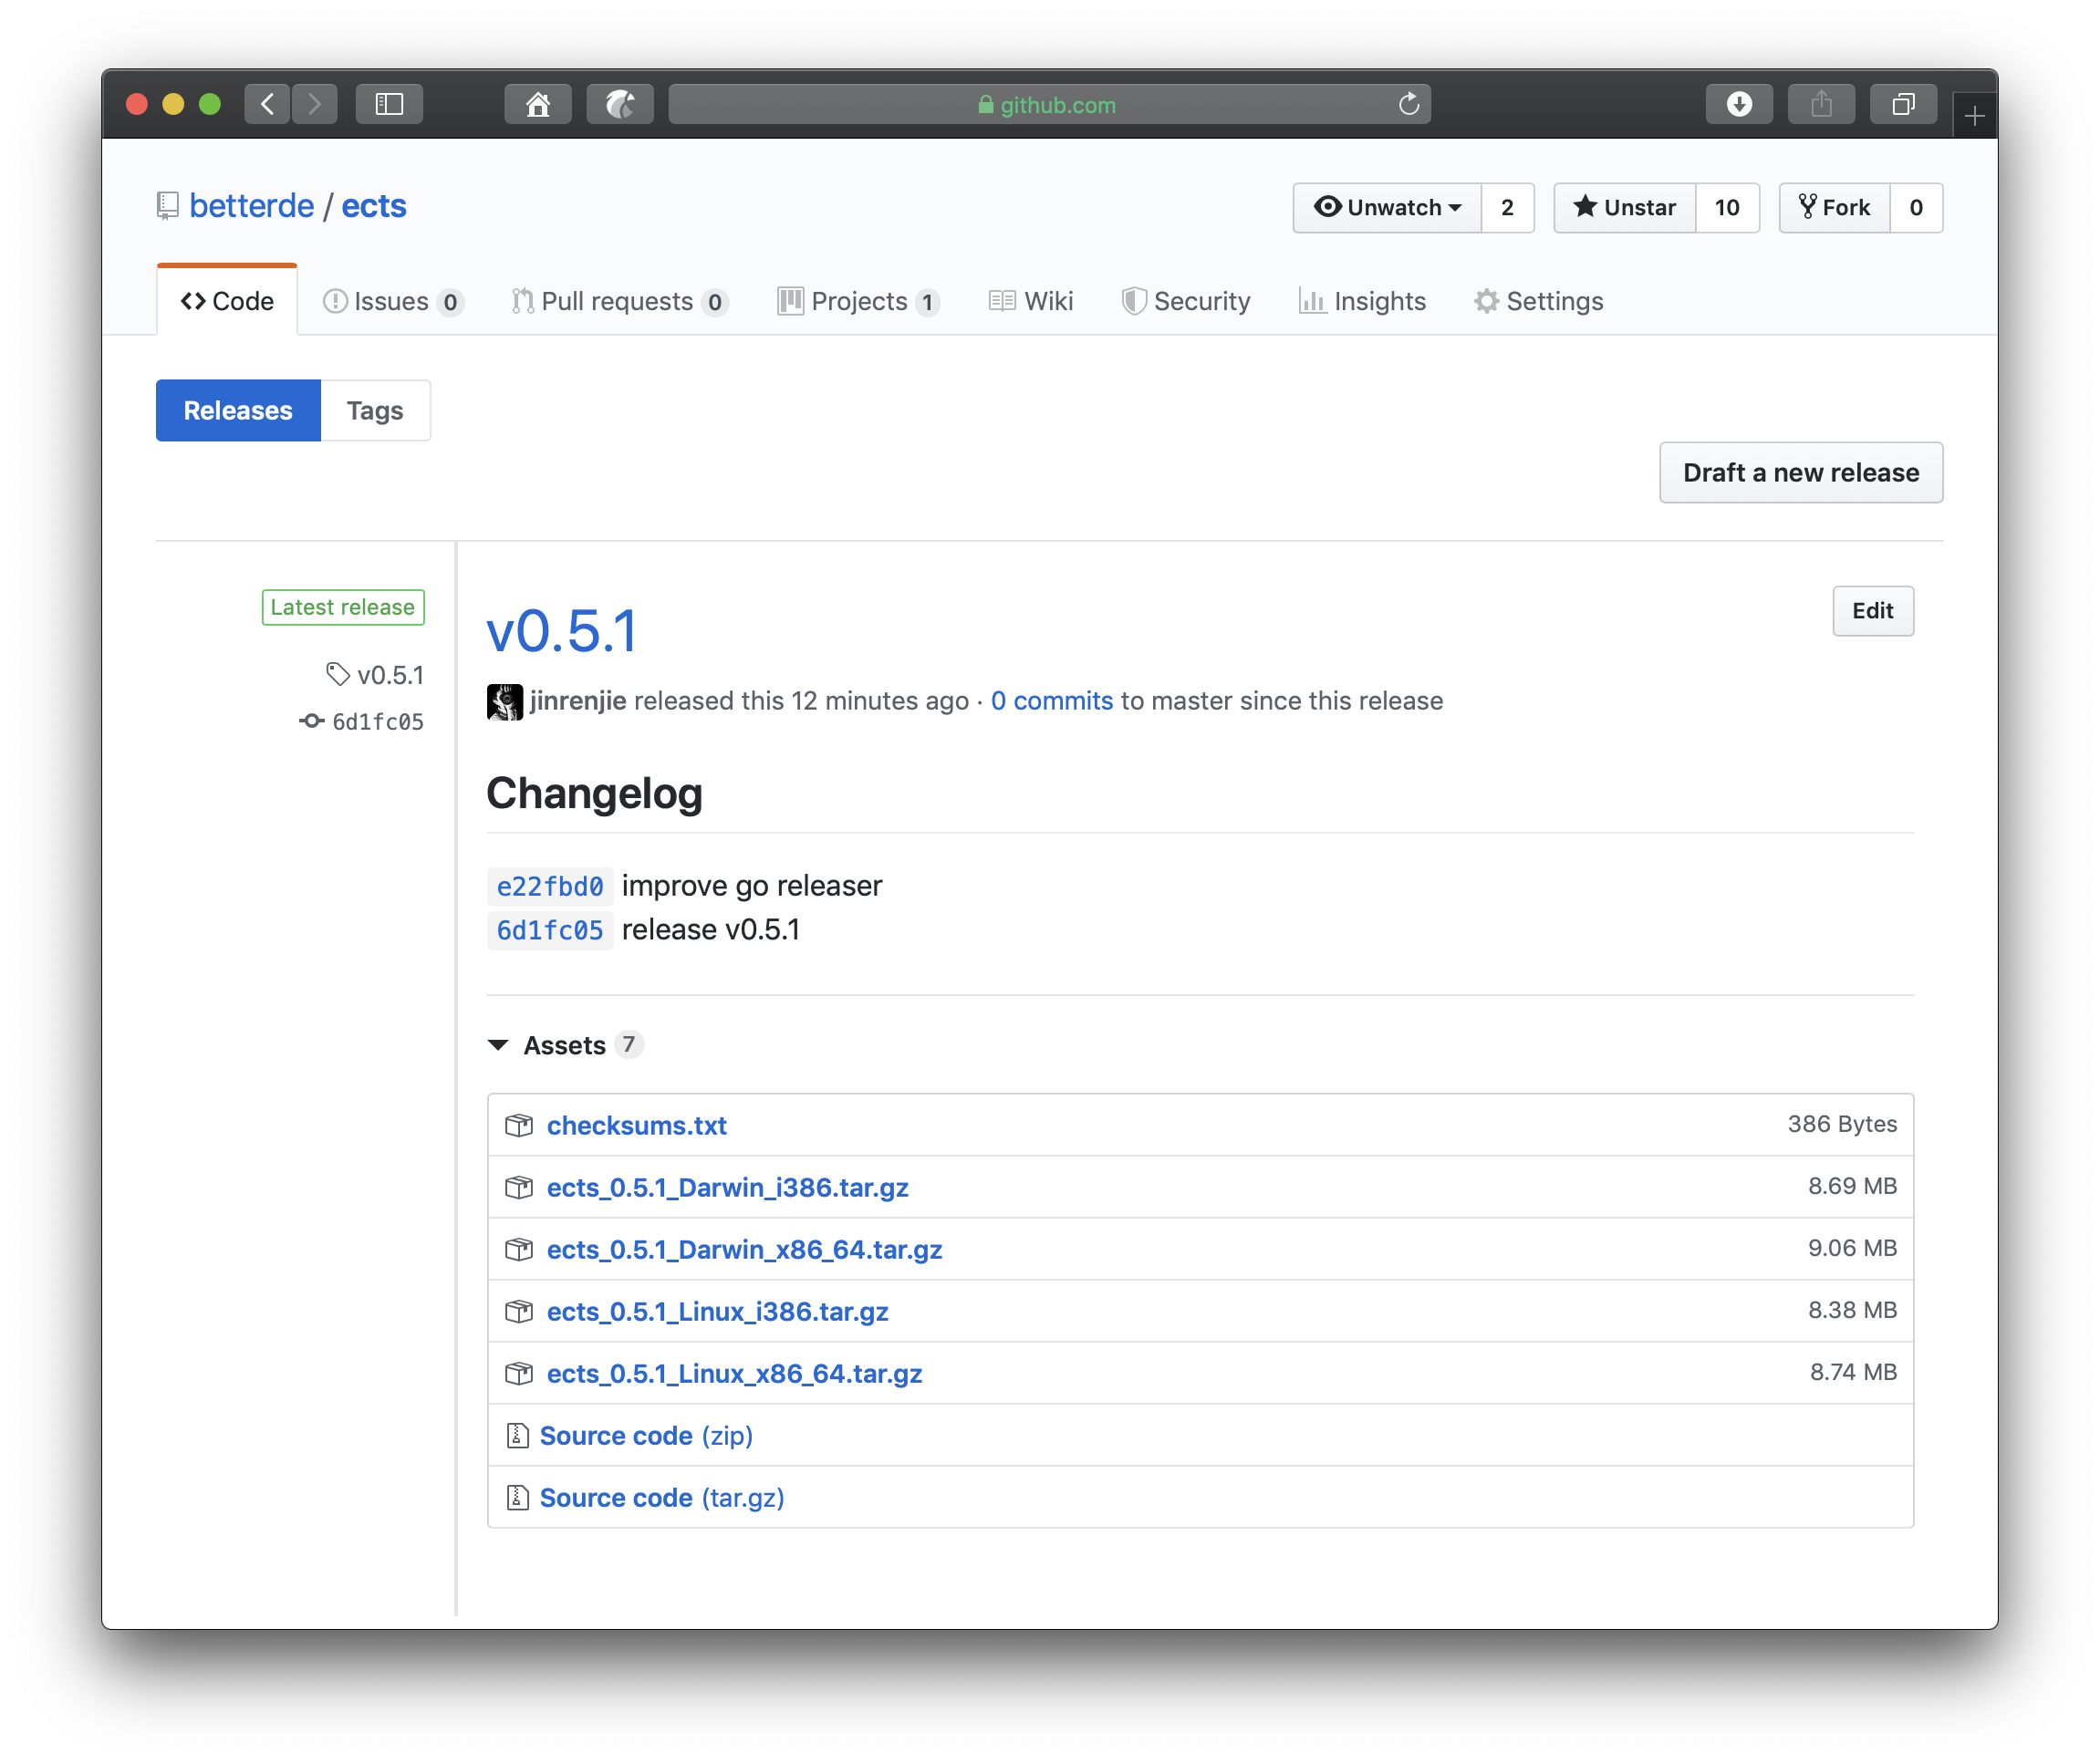 github.com
betterde / ects
Unwatch 2
Unstar 10
Fork 0
Code
Issues 0
Pull requests 0
Projects 1
Wiki
Security
Insights
Settings
Releases
Tags
Draft a new release
Latest release
v0.5.1
6d1fc05
v0.5.1
Edit
jinrenjie released this 12 minutes ago · 0 commits to master since this release
Changelog
e22fbd0 improve go releaser
6d1fc05 release v0.5.1
Assets 7
checksums.txt 386 Bytes
ects_0.5.1_Darwin_i386.tar.gz 8.69 MB
ects_0.5.1_Darwin_x86_64.tar.gz 9.06 MB
ects_0.5.1_Linux_i386.tar.gz 8.38 MB
ects_0.5.1_Linux_x86_64.tar.gz 8.74 MB
Source code (zip)
Source code (tar.gz)